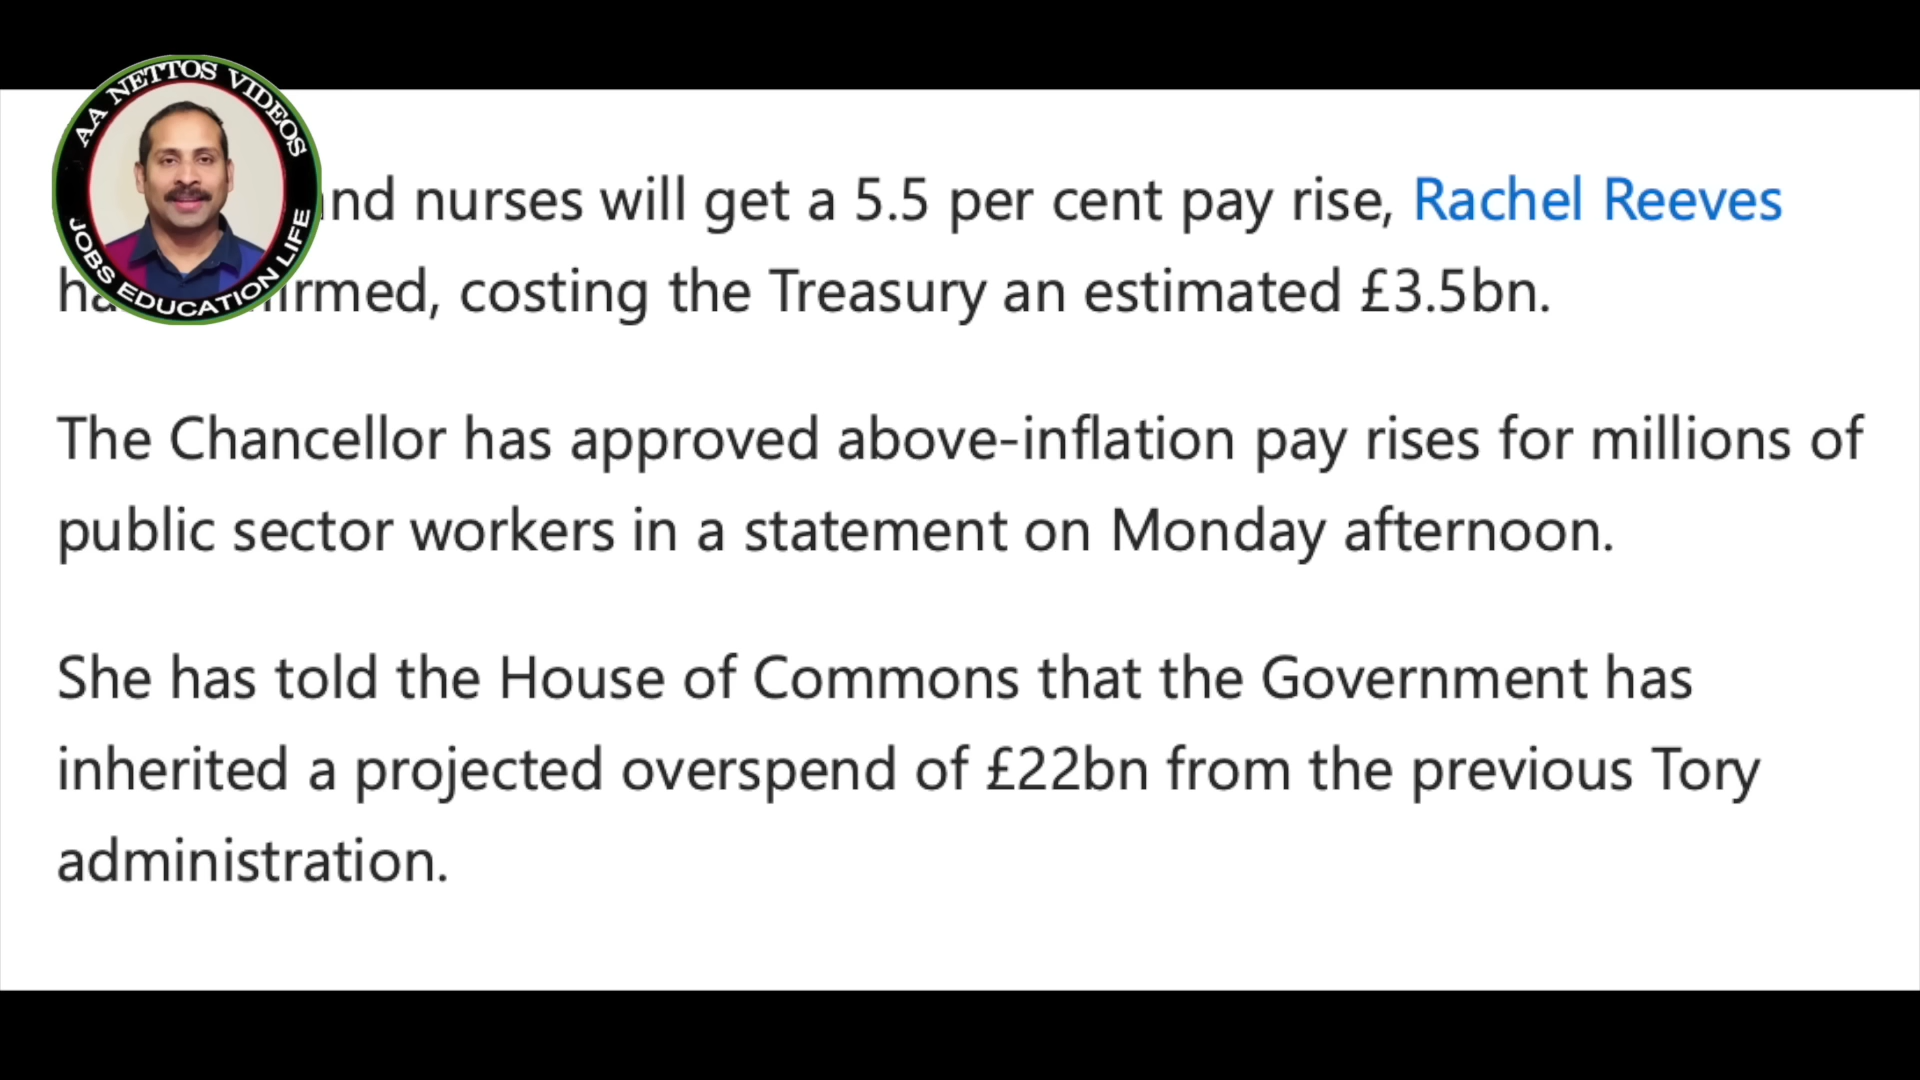 AA NETTOS VIDEOS
JOBS EDUCATION LIFE
and nurses will get a 5.5 per cent pay rise, Rachel Reeves
costing the Treasury an estimated £3.5bn.
The Chancellor has approved above-inflation pay rises for millions of
public sector workers in a statement on Monday afternoon.
She has told the House of Commons that the Government has
inherited a projected overspend of £22bn from the previous Tory
administration.